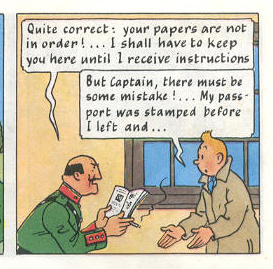 Quite correct: your papers are not
in order!... I shall have to keep
you here until I receive instructions
But Captain, there must be
some mistake!... My pass-
port was stamped before
I left and...